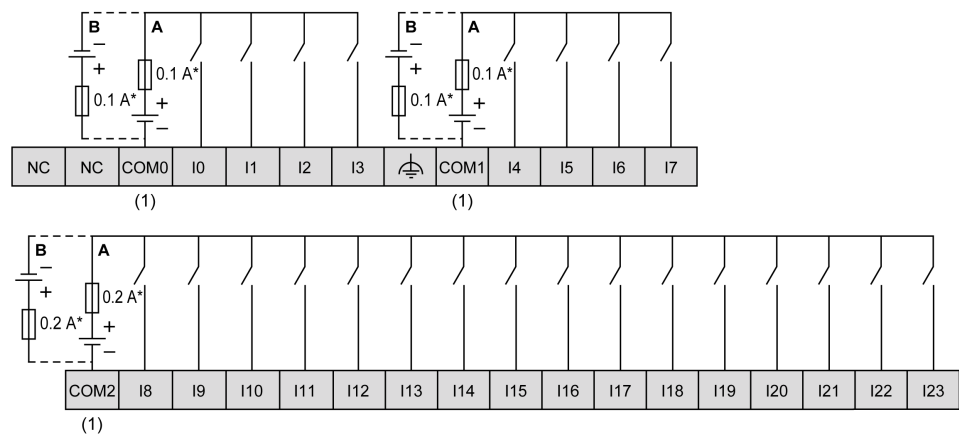 B A B A
− −
+ 0.1 A* + 0.1 A*
0.1 A* + 0.1 A* +
− −
NC NC COM0 I0 I1 I2 I3 COM1 I4 I5 I6 I7
(1) (1)
B A
−
+ 0.2 A*
0.2 A* +
−
COM2 I8 I9 I10 I11 I12 I13 I14 I15 I16 I17 I18 I19 I20 I21 I22 I23
(1)